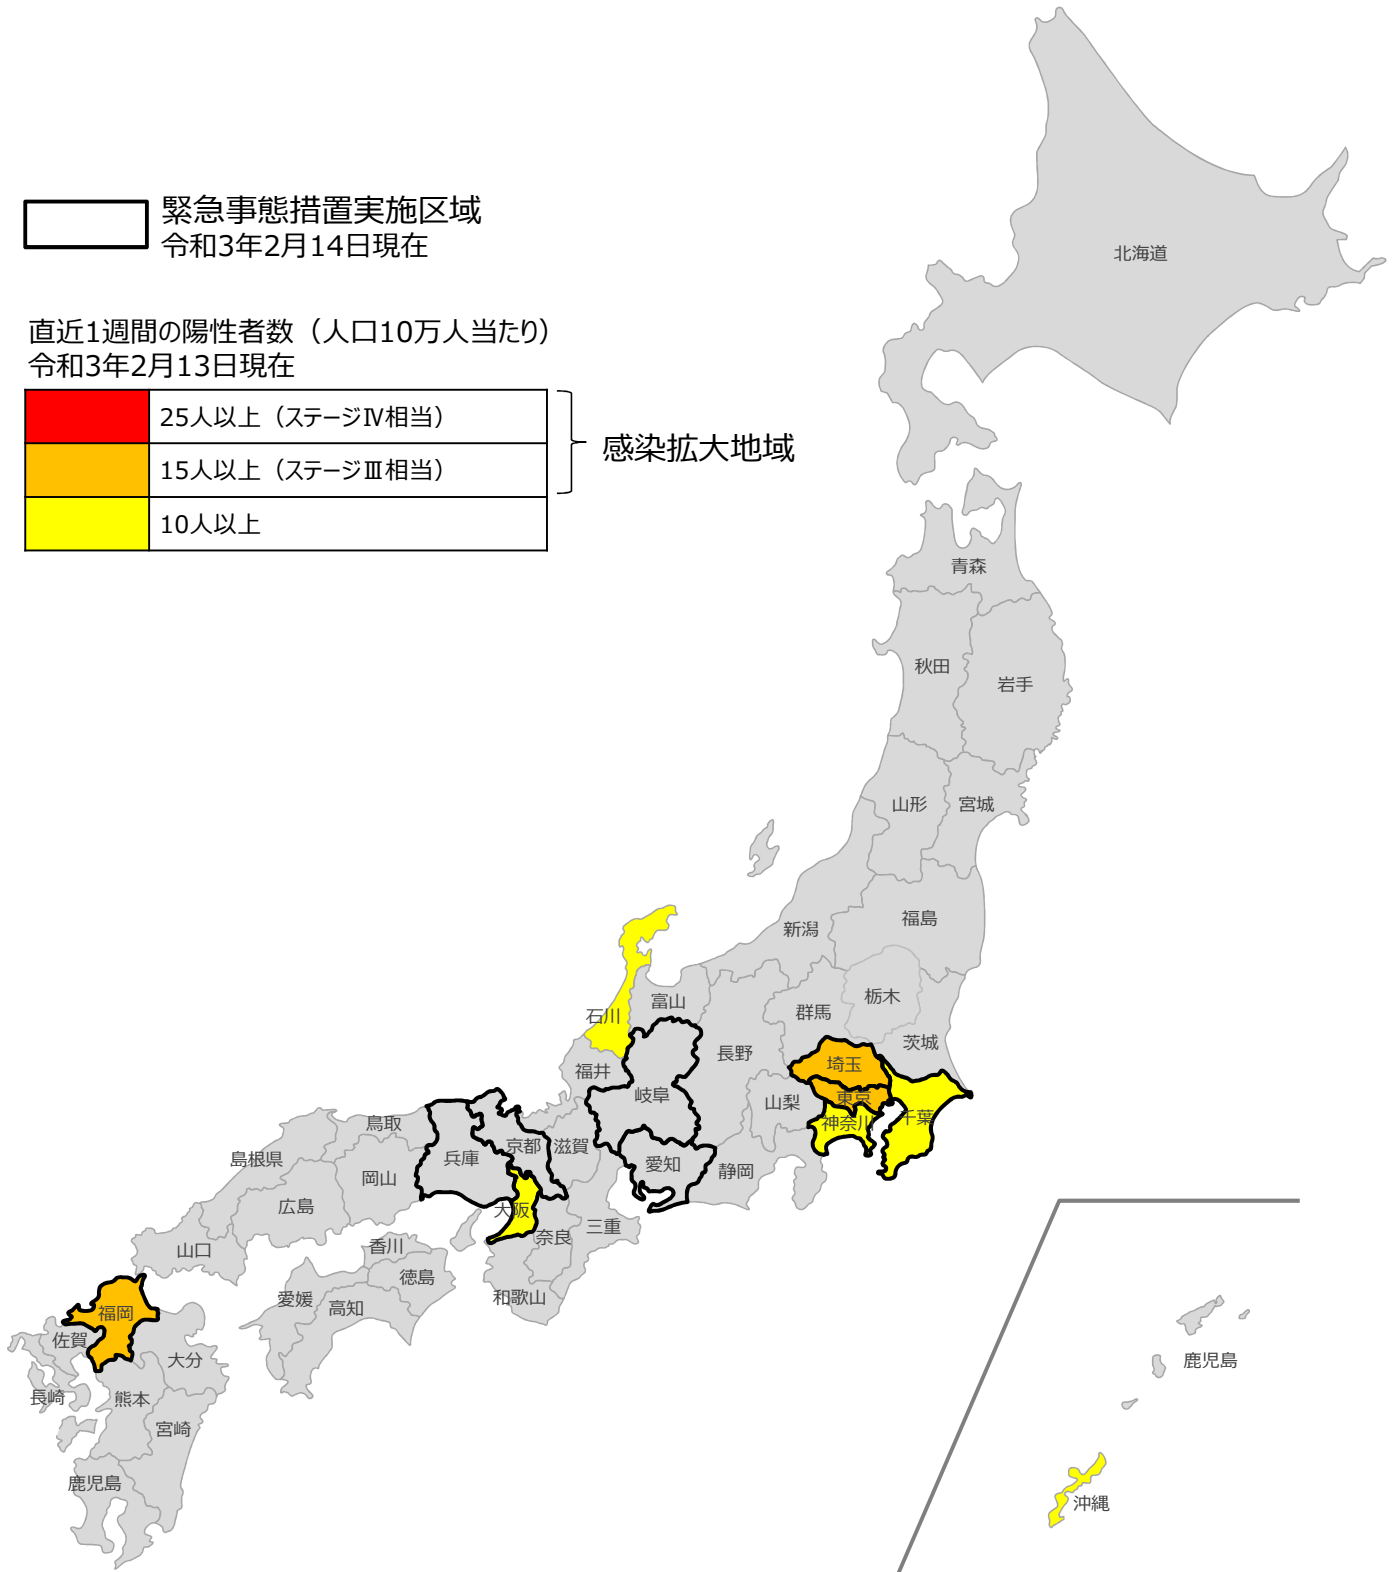 緊急事態措置実施区域
令和3年2月14日現在
直近1週間の陽性者数（人口10万人当たり）
令和3年2月13日現在
25人以上（ステージⅣ相当）
15人以上（ステージⅢ相当）
10人以上
感染拡大地域
北海道
青森
秋田
岩手
山形
宮城
新潟
福島
栃木
群馬
茨城
石川
富山
長野
埼玉
東京
神奈川
千葉
山梨
福井
岐阜
愛知
静岡
滋賀
京都
兵庫
大阪
奈良
三重
和歌山
鳥取
島根県
岡山
広島
山口
香川
徳島
愛媛
高知
福岡
佐賀
大分
長崎
熊本
宮崎
鹿児島
鹿児島
沖縄